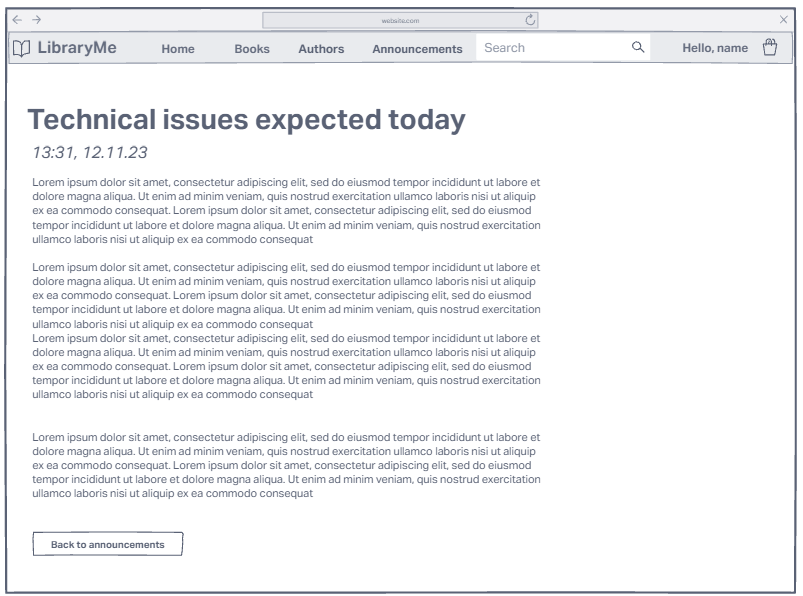 website.com
LibraryMe Home Books Authors Announcements Search Hello, name
Technical issues expected today
13:31, 12.11.23
Lorem ipsum dolor sit amet, consectetur adipiscing elit, sed do eiusmod tempor incididunt ut labore et
dolore magna aliqua. Ut enim ad minim veniam, quis nostrud exercitation ullamco laboris nisi ut aliquip
ex ea commodo consequat. Lorem ipsum dolor sit amet, consectetur adipiscing elit, sed do eiusmod
tempor incididunt ut labore et dolore magna aliqua. Ut enim ad minim veniam, quis nostrud exercitation
ullamco laboris nisi ut aliquip ex ea commodo consequat
Lorem ipsum dolor sit amet, consectetur adipiscing elit, sed do eiusmod tempor incididunt ut labore et
dolore magna aliqua. Ut enim ad minim veniam, quis nostrud exercitation ullamco laboris nisi ut aliquip
ex ea commodo consequat. Lorem ipsum dolor sit amet, consectetur adipiscing elit, sed do eiusmod
tempor incididunt ut labore et dolore magna aliqua. Ut enim ad minim veniam, quis nostrud exercitation
ullamco laboris nisi ut aliquip ex ea commodo consequat
Lorem ipsum dolor sit amet, consectetur adipiscing elit, sed do eiusmod tempor incididunt ut labore et
dolore magna aliqua. Ut enim ad minim veniam, quis nostrud exercitation ullamco laboris nisi ut aliquip
ex ea commodo consequat. Lorem ipsum dolor sit amet, consectetur adipiscing elit, sed do eiusmod
tempor incididunt ut labore et dolore magna aliqua. Ut enim ad minim veniam, quis nostrud exercitation
ullamco laboris nisi ut aliquip ex ea commodo consequat
Lorem ipsum dolor sit amet, consectetur adipiscing elit, sed do eiusmod tempor incididunt ut labore et
dolore magna aliqua. Ut enim ad minim veniam, quis nostrud exercitation ullamco laboris nisi ut aliquip
ex ea commodo consequat. Lorem ipsum dolor sit amet, consectetur adipiscing elit, sed do eiusmod
tempor incididunt ut labore et dolore magna aliqua. Ut enim ad minim veniam, quis nostrud exercitation
ullamco laboris nisi ut aliquip ex ea commodo consequat
Back to announcements